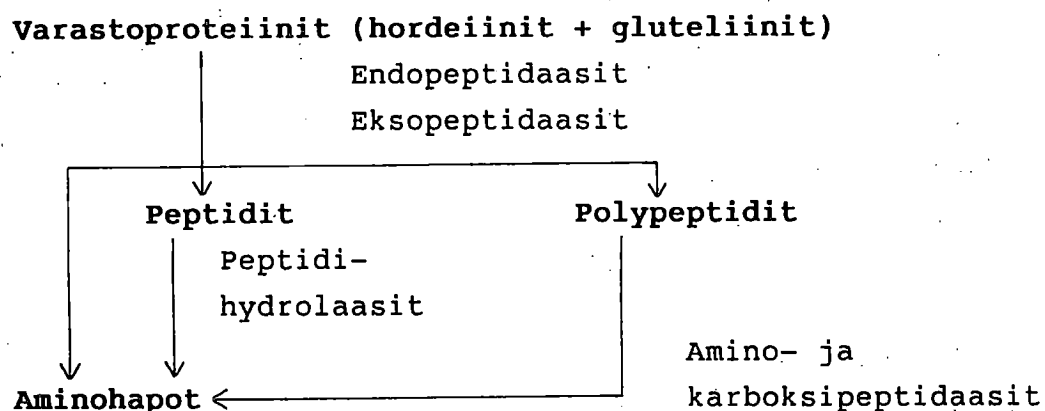 Varastoproteiinit (hordeiinit + gluteliinit)
Endopeptidaasit
Eksopeptidaasit
Peptidit
Polypeptidit
Peptidi-
hydrolaasit
Amino- ja
Aminohapot
karboksipeptidaasit